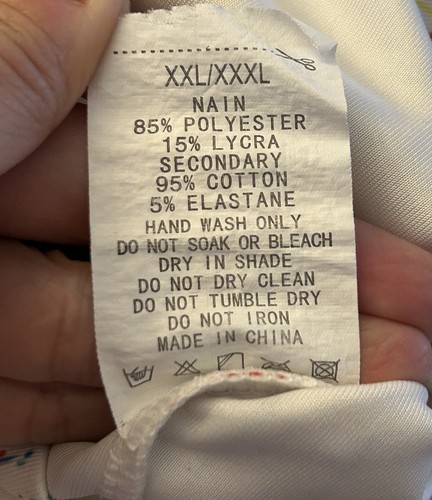 XXL/XXXL
NAIN
85% POLYESTER
15% LYCRA
SECONDARY
95% COTTON
5% ELASTANE
HAND WASH ONLY
DO NOT SOAK OR BLEACH
DRY IN SHADE
DO NOT DRY CLEAN
DO NOT TUMBLE DRY
DO NOT IRON
MADE IN CHINA